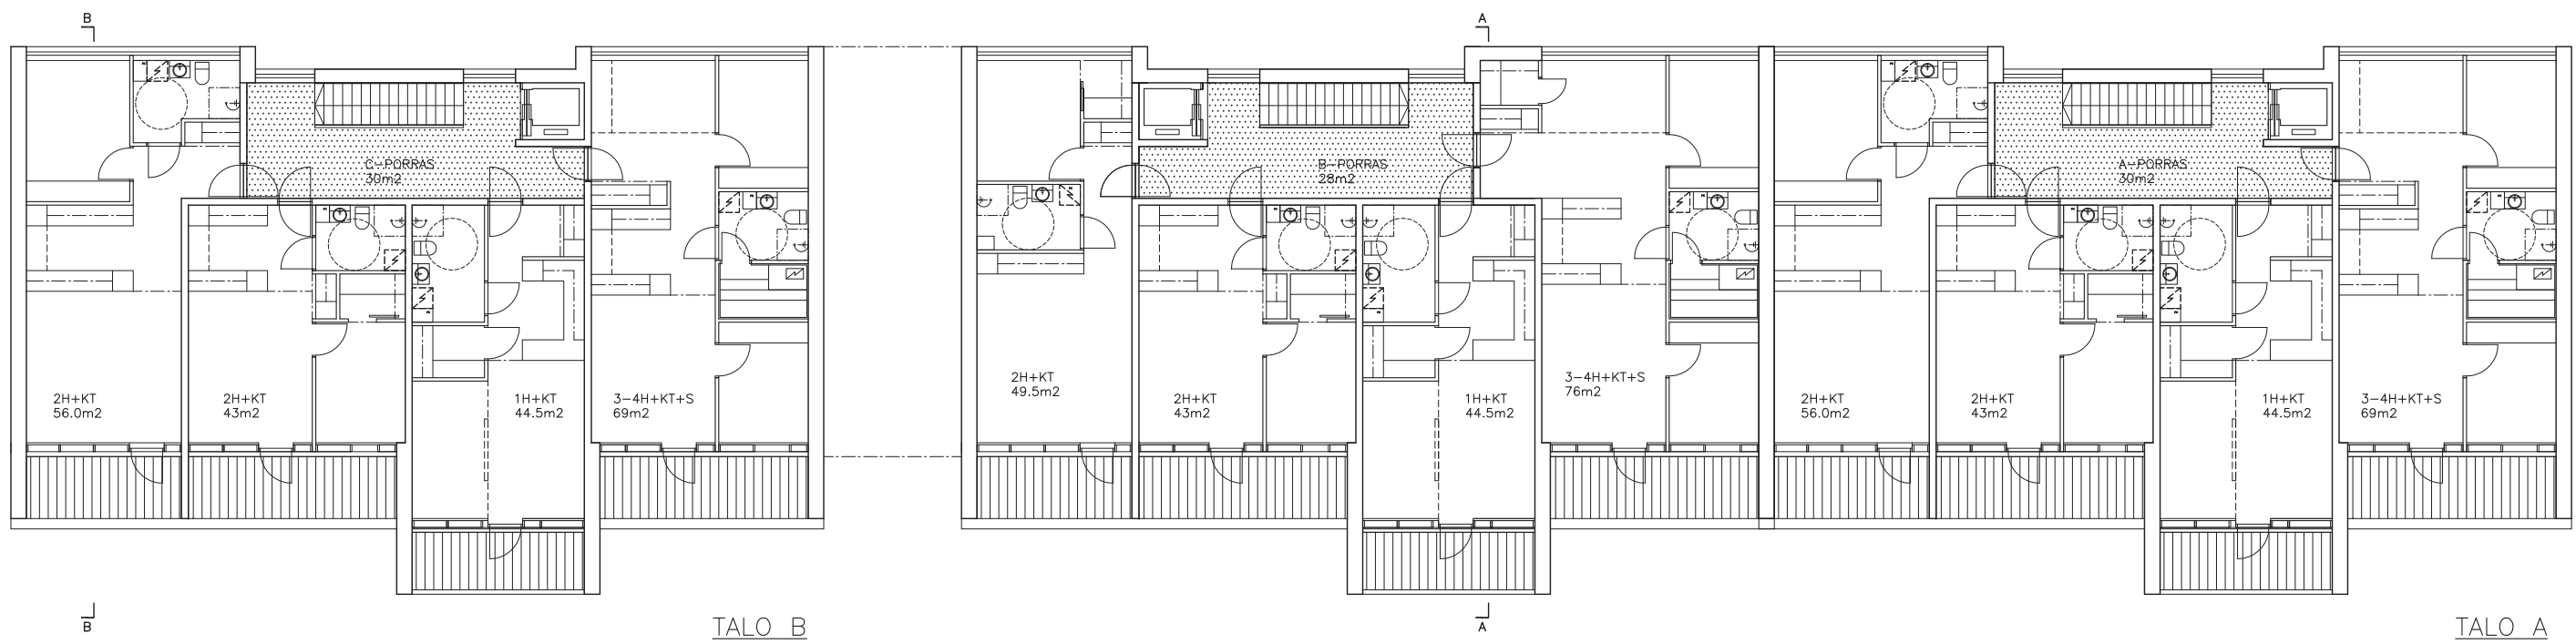 B
A
C-PORRAS
30m2
B-PORRAS
28m2
A-PORRAS
30m2
2H+KT
56.0m2
2H+KT
43m2
1H+KT
44.5m2
3-4H+KT+S
69m2
2H+KT
49.5m2
2H+KT
43m2
1H+KT
44.5m2
3-4H+KT+S
76m2
2H+KT
56.0m2
2H+KT
43m2
1H+KT
44.5m2
3-4H+KT+S
69m2
B
A
TALO B
TALO A